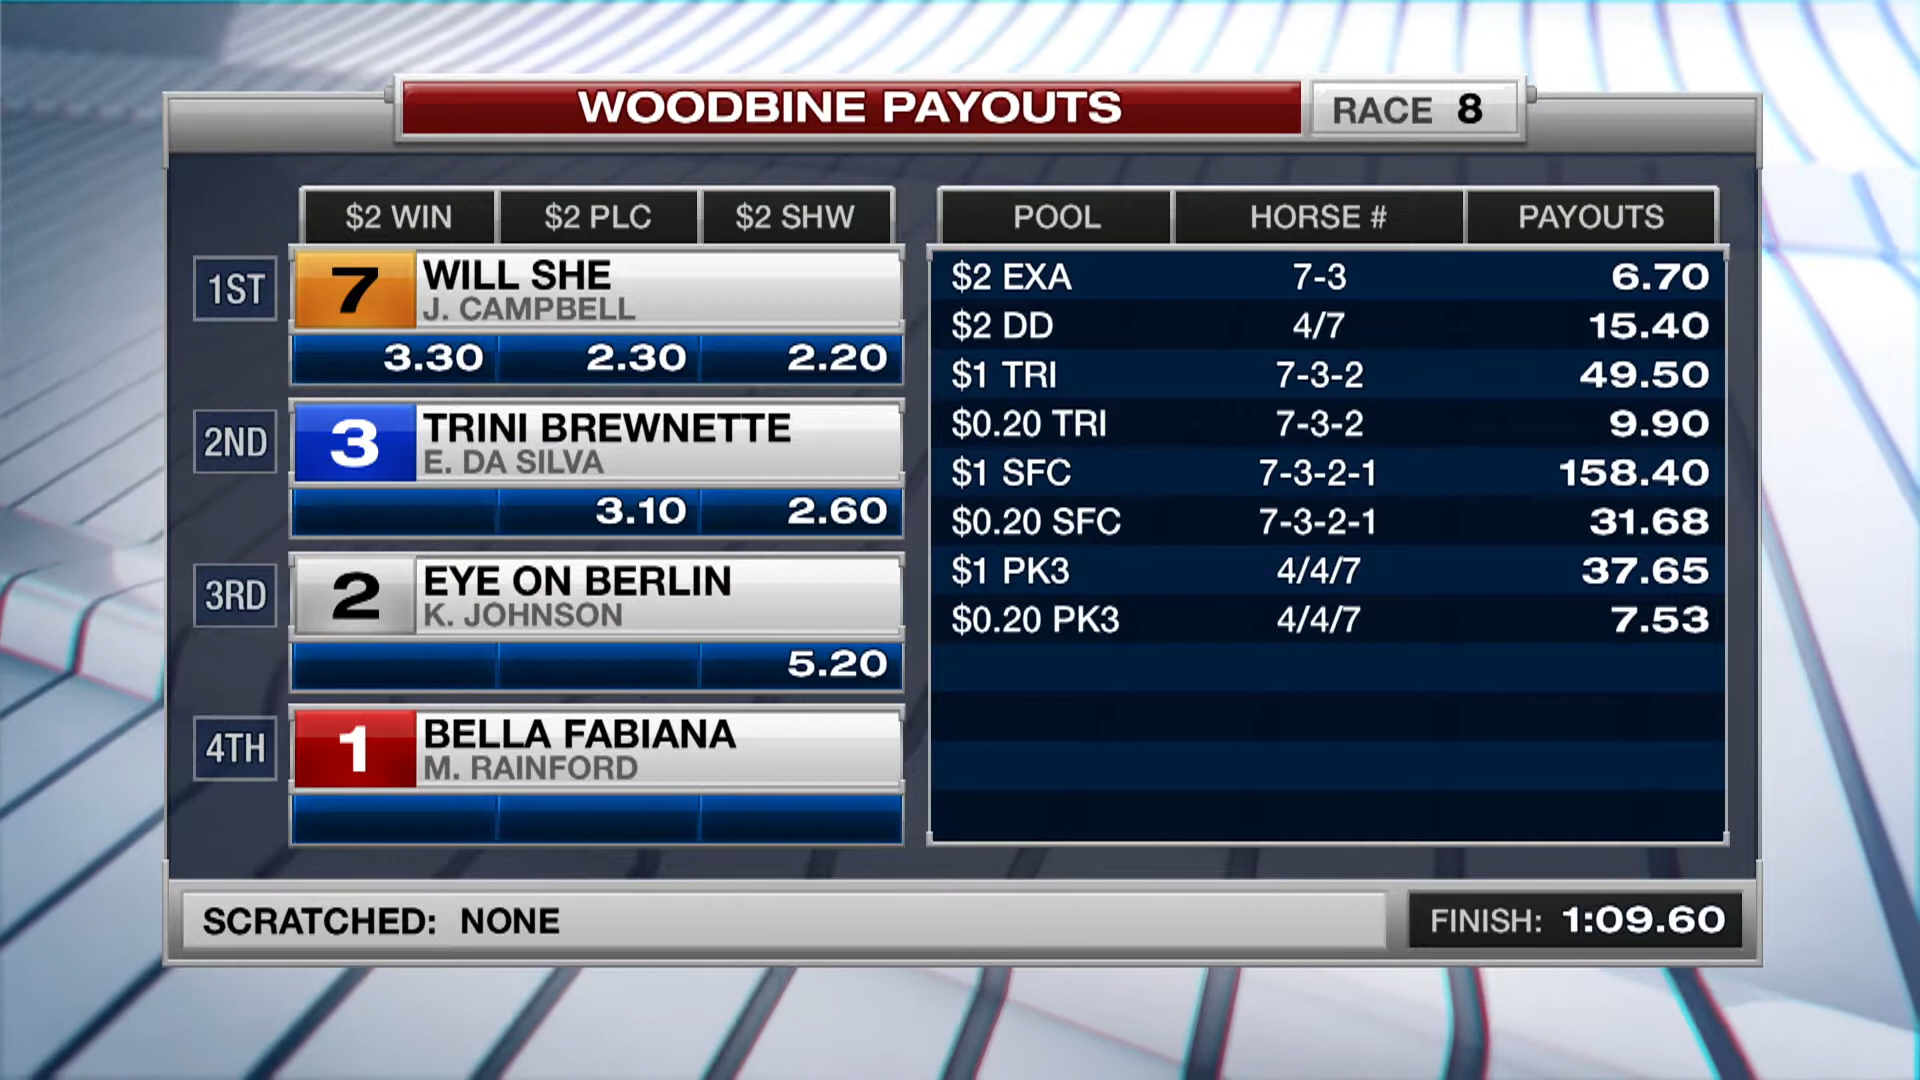 WOODBINE PAYOUTS RACE 8
$2 WIN $2 PLC $2 SHW
1ST 7 WILL SHE
J. CAMPBELL
3.30 2.30 2.20
2ND 3 TRINI BREWNETTE
E. DA SILVA
3.10 2.60
3RD 2 EYE ON BERLIN
K. JOHNSON
5.20
4TH 1 BELLA FABIANA
M. RAINFORD
POOL HORSE # PAYOUTS
$2 EXA 7-3 6.70
$2 DD 4/7 15.40
$1 TRI 7-3-2 49.50
$0.20 TRI 7-3-2 9.90
$1 SFC 7-3-2-1 158.40
$0.20 SFC 7-3-2-1 31.68
$1 PK3 4/4/7 37.65
$0.20 PK3 4/4/7 7.53
SCRATCHED: NONE
FINISH: 1:09.60